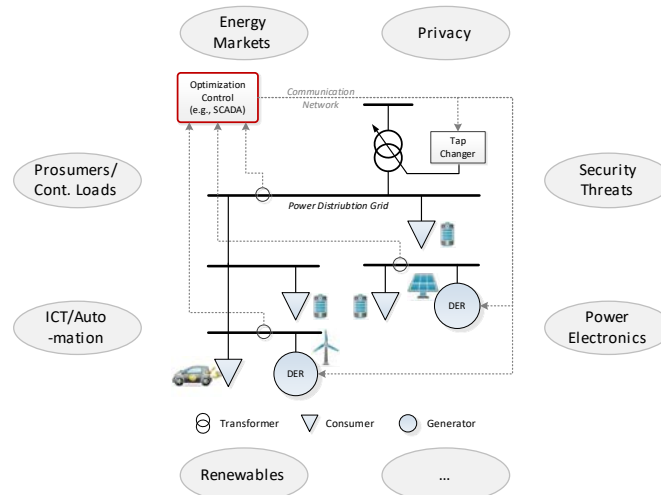 Energy
Markets
Privacy
Optimization
Control
(e.g., SCADA)
Communication
Network
Tap
Changer
Prosumers/
Cont. Loads
Security
Threats
Power Distriubtion Grid
DER
ICT/Auto
-mation
Power
Electronics
DER
Transformer
Consumer
Generator
Renewables
...